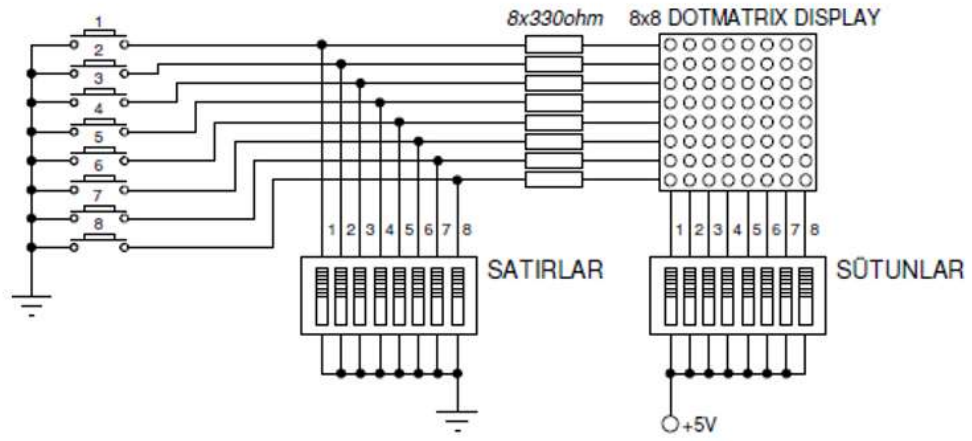 8x330ohm 8x8 DOTMATRIX DISPLAY
1
2
3
4
5
6
7
8
1 2 3 4 5 6 7 8
SATIRLAR
1 2 3 4 5 6 7 8
SÜTUNLAR
+5V